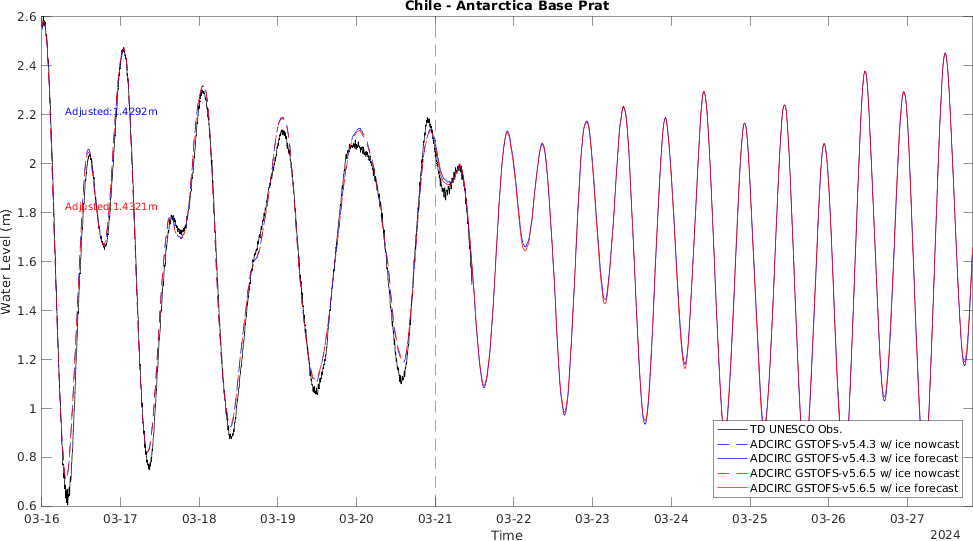 Chile - Antarctica Base Prat
2.6
2.4
2.2
2
1.8
1.6
1.4
1.2
1
0.8
0.6
Water Level (m)
Adjusted:1.4292m
Adjusted:1.4321m
TD UNESCO Obs.
ADCIRC GSTOFS-v5.4.3 w/ ice nowcast
ADCIRC GSTOFS-v5.4.3 w/ ice forecast
ADCIRC GSTOFS-v5.6.5 w/ ice nowcast
ADCIRC GSTOFS-v5.6.5 w/ ice forecast
03-16 03-17 03-18 03-19 03-20 03-21 03-22 03-23 03-24 03-25 03-26 03-27
Time
2024